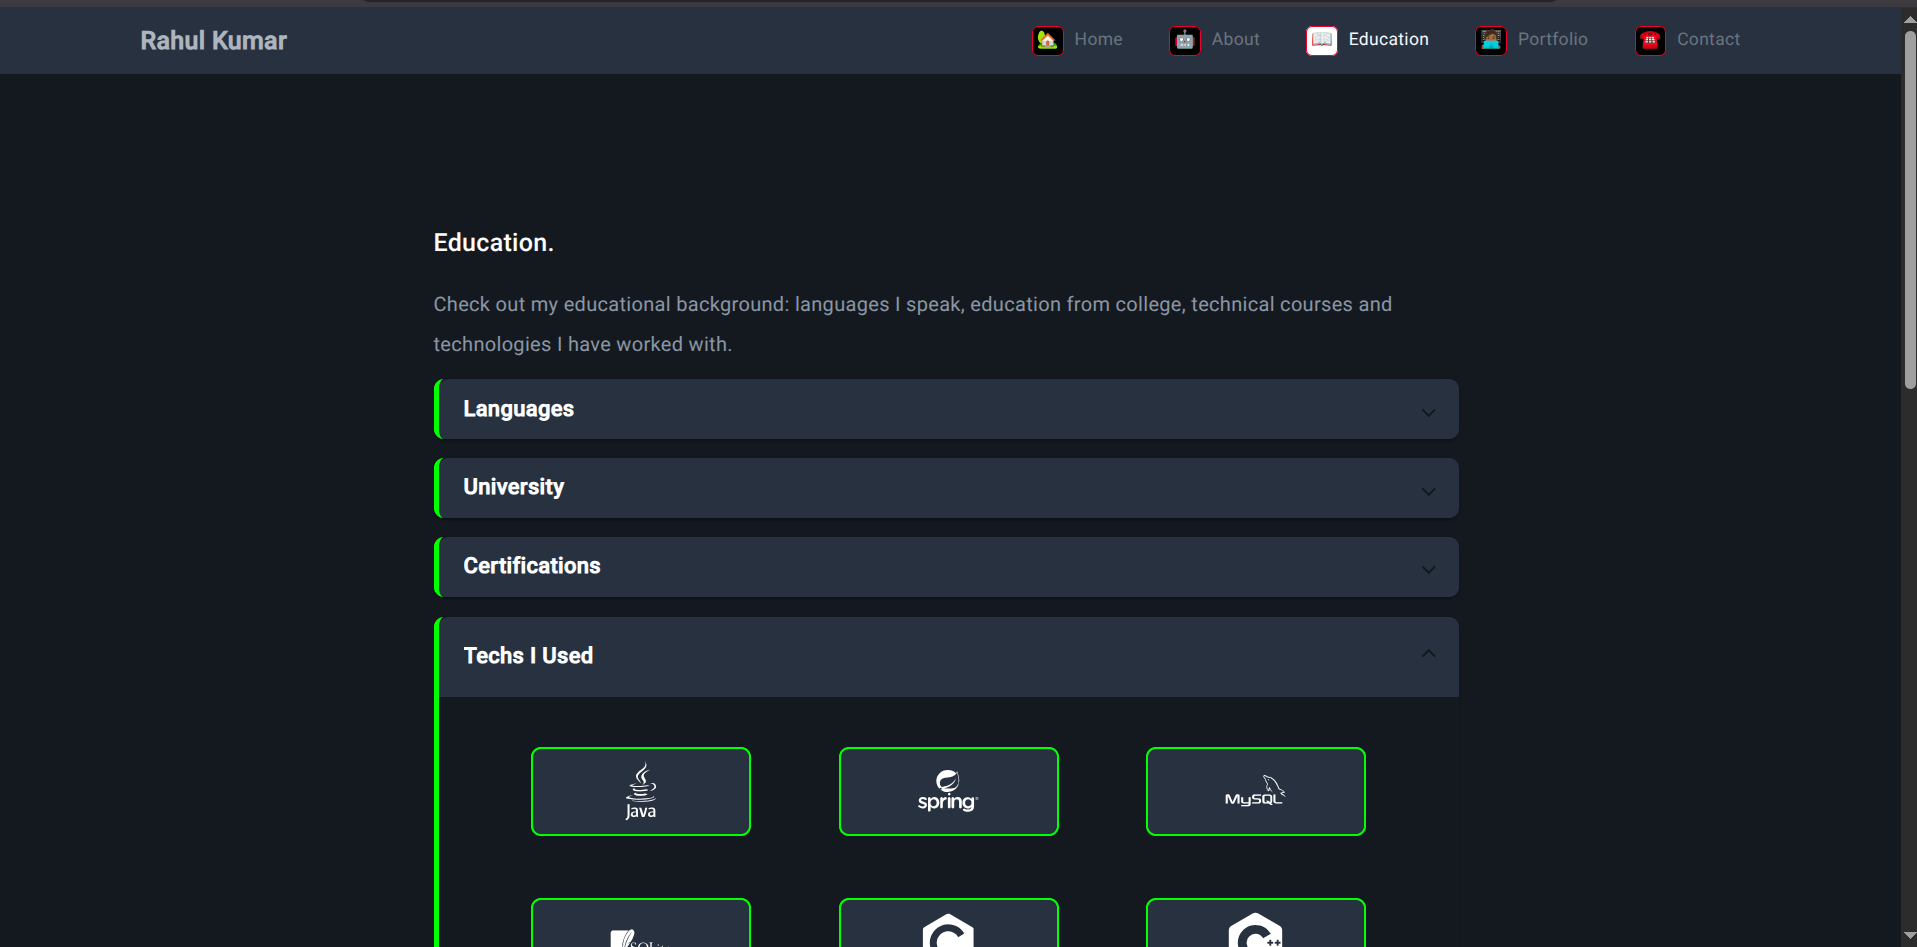 Rahul Kumar
Home
About
Education
Portfolio
Contact
Education.
Check out my educational background: languages I speak, education from college, technical courses and
technologies I have worked with.
Languages
University
Certifications
Techs I Used
Java
spring
MySQL
C
C++